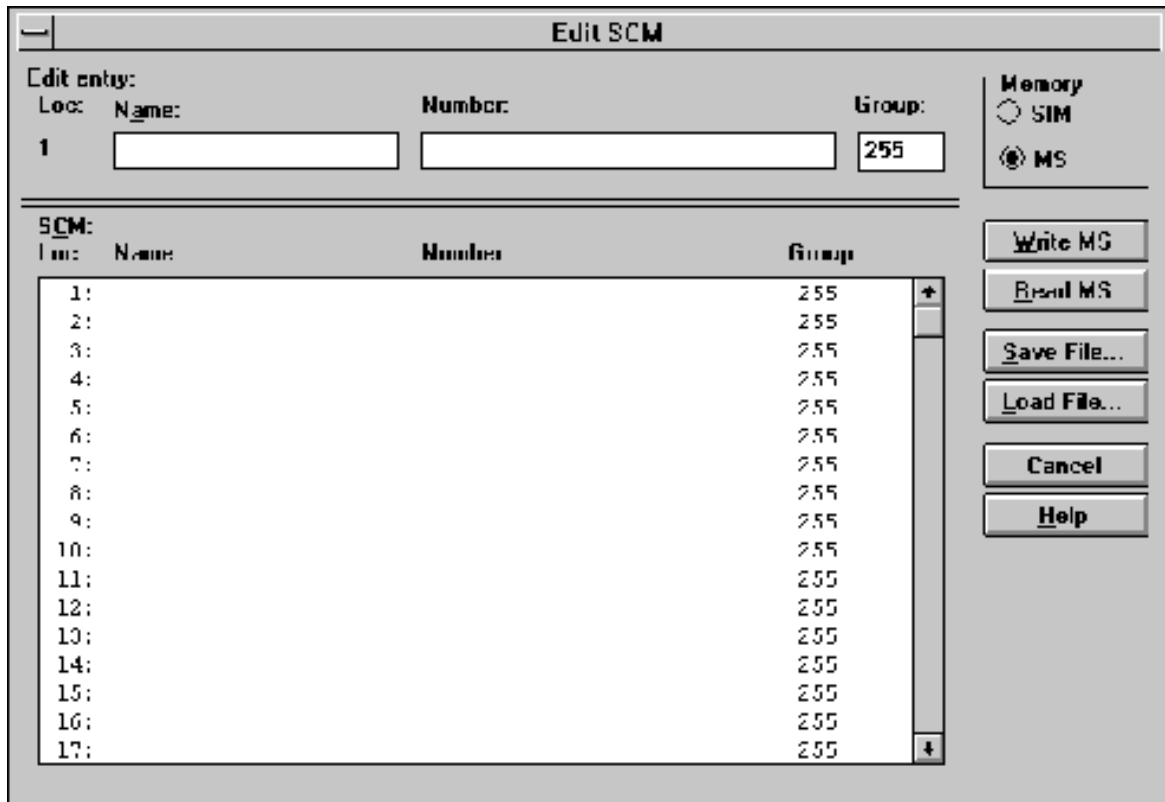 Edit SCM
Edit entry:
Loc: Name: Number: Group:
1 255
Memory
SIM
MS
SCM:
Loc: Name Number Group
1: 255
2: 255
3: 255
4: 255
5: 255
6: 255
7: 255
8: 255
9: 255
10: 255
11: 255
12: 255
13: 255
14: 255
15: 255
16: 255
17: 255
Write MS
Read MS
Save File...
Load File...
Cancel
Help